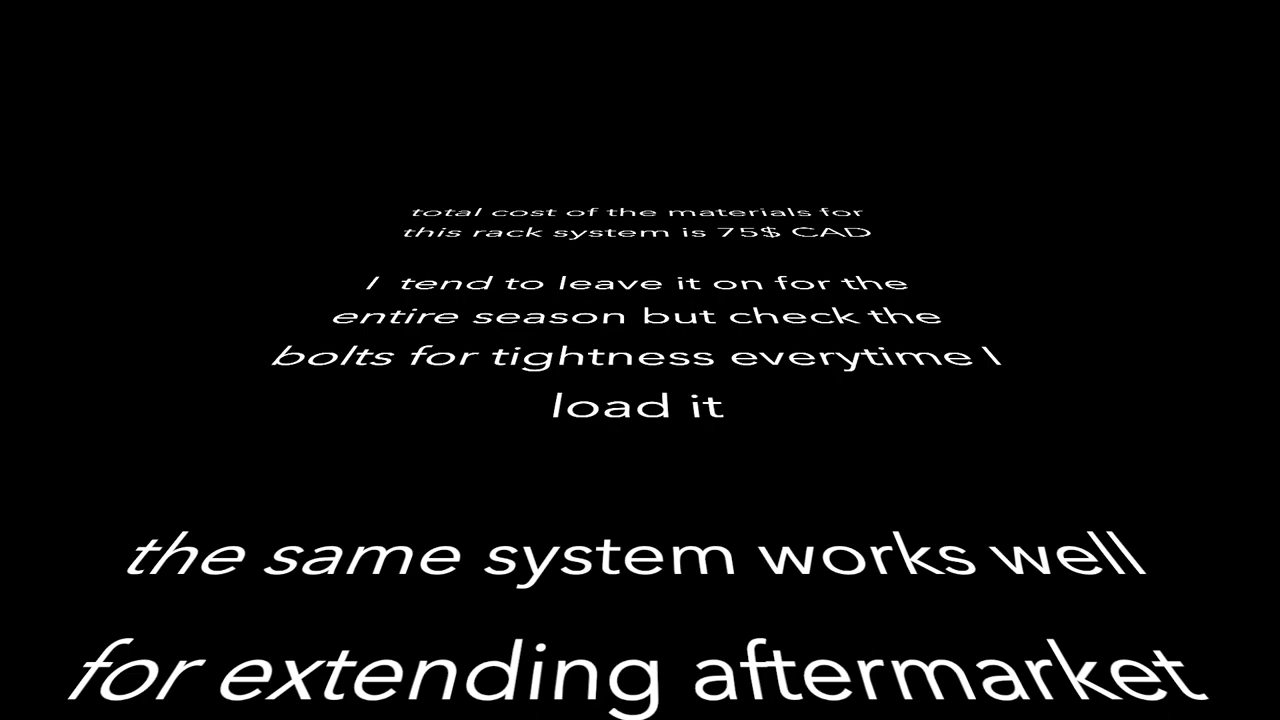 total cost of the materials for
this rack system is 75$ CAD
I tend to leave it on for the
entire season but check the
bolts for tightness everytime I
load it
the same system works well
for extending aftermarket